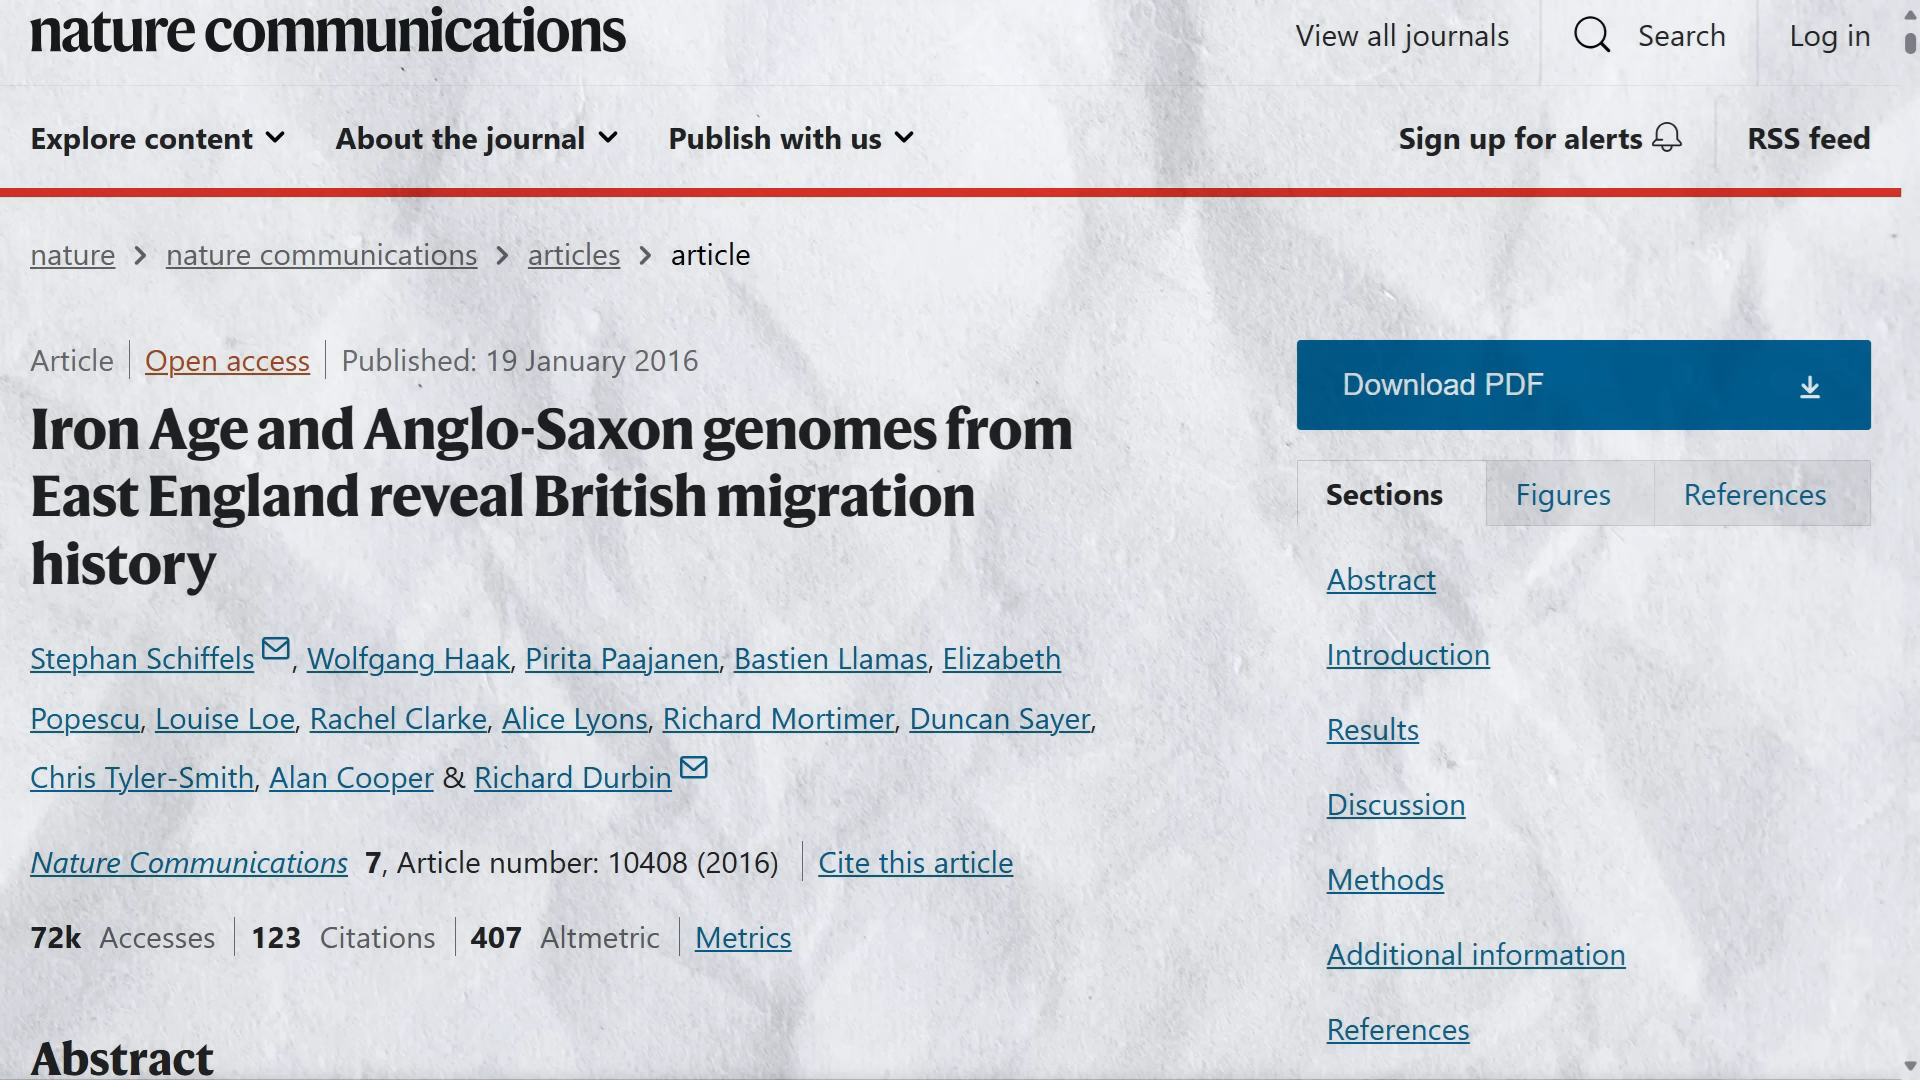 nature communications
View all journals
Search
Log in
Explore content
About the journal
Publish with us
Sign up for alerts
RSS feed
nature > nature communications > articles > article
Article
Open access
Published: 19 January 2016
Iron Age and Anglo-Saxon genomes from
East England reveal British migration
history
Stephan Schiffels, Wolfgang Haak, Pirita Paajanen, Bastien Llamas, Elizabeth
Popescu, Louise Loe, Rachel Clarke, Alice Lyons, Richard Mortimer, Duncan Sayer,
Chris Tyler-Smith, Alan Cooper & Richard Durbin
Nature Communications 7, Article number: 10408 (2016)
Cite this article
72k Accesses
123 Citations
407 Altmetric
Metrics
Abstract
Download PDF
Sections
Figures
References
Abstract
Introduction
Results
Discussion
Methods
Additional information
References